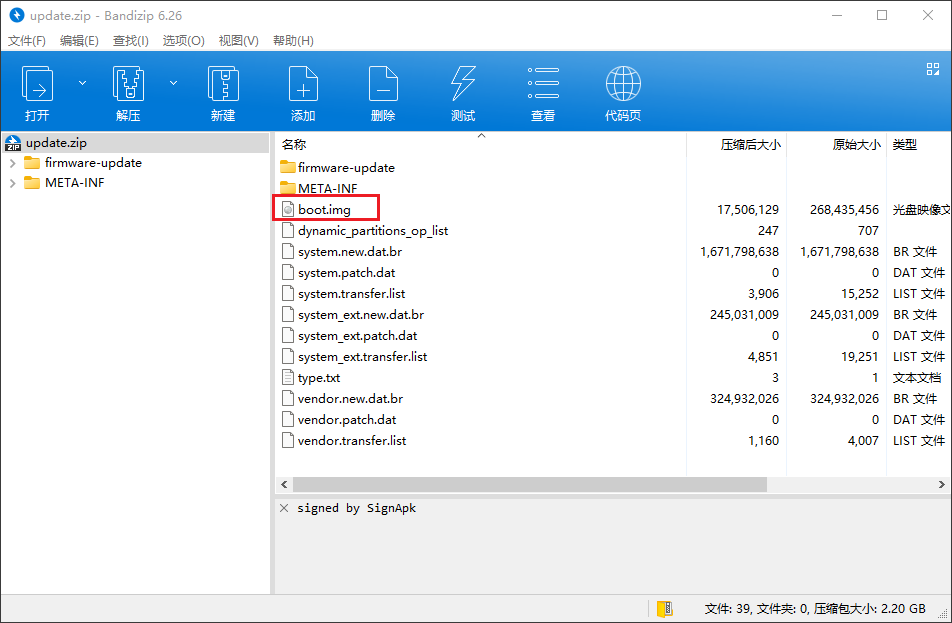 update.zip - Bandizip 6.26
文件(F) 编辑(E) 查找(I) 选项(O) 视图(V) 帮助(H)
打开 解压 新建 添加 删除 测试 查看 代码页
update.zip
firmware-update
META-INF
名称 压缩后大小 原始大小 类型
firmware-update
META-INF
boot.img 17,506,129 268,435,456 光盘映像文
dynamic_partitions_op_list 247 707
system.new.dat.br 1,671,798,638 1,671,798,638 BR 文件
system.patch.dat 0 0 DAT 文件
system.transfer.list 3,906 15,252 LIST 文件
system_ext.new.dat.br 245,031,009 245,031,009 BR 文件
system_ext.patch.dat 0 0 DAT 文件
system_ext.transfer.list 4,851 19,251 LIST 文件
type.txt 3 1 文本文档
vendor.new.dat.br 324,932,026 324,932,026 BR 文件
vendor.patch.dat 0 0 DAT 文件
vendor.transfer.list 1,160 4,007 LIST 文件
signed by SignApk
文件: 39, 文件夹: 0, 压缩包大小: 2.20 GB